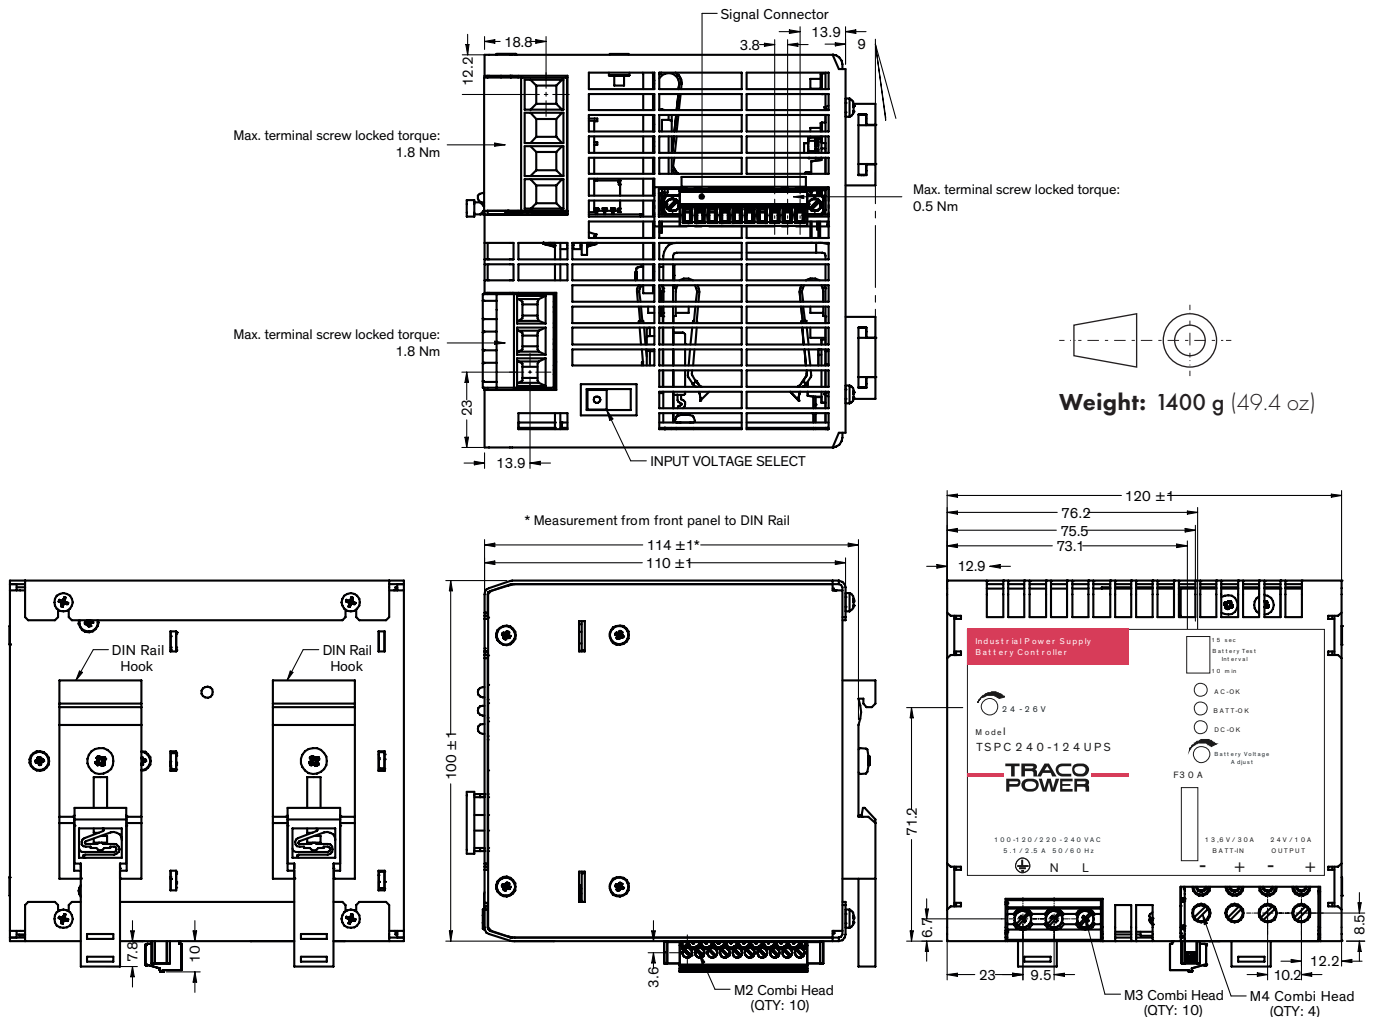 Signal Connector
18.8
13.9
3.8
9
12.2
Max. terminal screw locked torque:
1.8 Nm
Max. terminal screw locked torque:
0.5 Nm
Max. terminal screw locked torque:
1.8 Nm
23
13.9
INPUT VOLTAGE SELECT
Weight: 1400 g (49.4 oz)
* Measurement from front panel to DIN Rail
114 ±1*
110 ±1
100 ±1
DIN Rail
Hook
DIN Rail
Hook
7.8
10
3.6
M2 Combi Head
(QTY: 10)
120 ±1
76.2
75.5
73.1
12.9
Industrial Power Supply
Battery Controller
15 sec
Battery Test
Interval
10 min
AC-OK
BATT-OK
DC-OK
24-26V
Model
TSPC240-124UPS
Battery Voltage
Adjust
TRACO
POWER
F30A
71.2
100-120/220-240 VAC
5.1/2.5 A 50/60 Hz
N L
13,6V/30A
BATT-IN
24V/10A
OUTPUT
- + - +
6.7
8.5
23
9.5
10.2
12.2
M3 Combi Head
(QTY: 10)
M4 Combi Head
(QTY: 4)